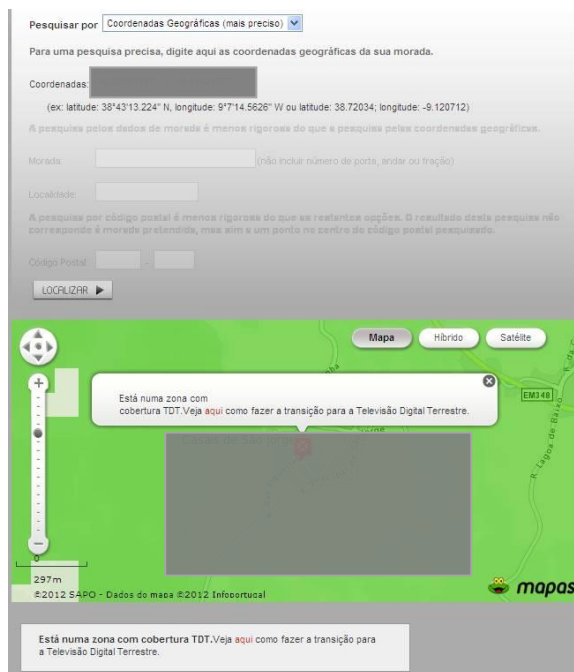 Pesquisar por Coordenadas Geográficas (mais preciso)
Para uma pesquisa precisa, digite aqui as coordenadas geográficas da sua morada.
Coordenadas:
(ex: latitude: 38°43'13.224" N, longitude: 9°7'14.5626" W ou latitude: 38.72034; longitude: -9.120712)
A pesquisa pelos dados de morada é menos rigorosa do que a pesquisa pelas coordenadas geográficas.
Morada: (não incluir número de porta, andar ou fração)
Localidade:
A pesquisa por código postal é menos rigorosa do que as restantes opções. O resultado desta pesquisa não
corresponde à morada pretendida, mas sim a um ponto no centro do código postal pesquisado.
Código Postal: -
LOCALIZAR
Mapa Híbrido Satélite
Está numa zona com
cobertura TDT.Veja aqui como fazer a transição para a Televisão Digital Terrestre.
EM348
R. Lagoa de Baixo
R. da
0
297m
©2012 SAPO - Dados do mapa ©2012 Infoportugal
mapas
Está numa zona com cobertura TDT.Veja aqui como fazer a transição para
a Televisão Digital Terrestre.